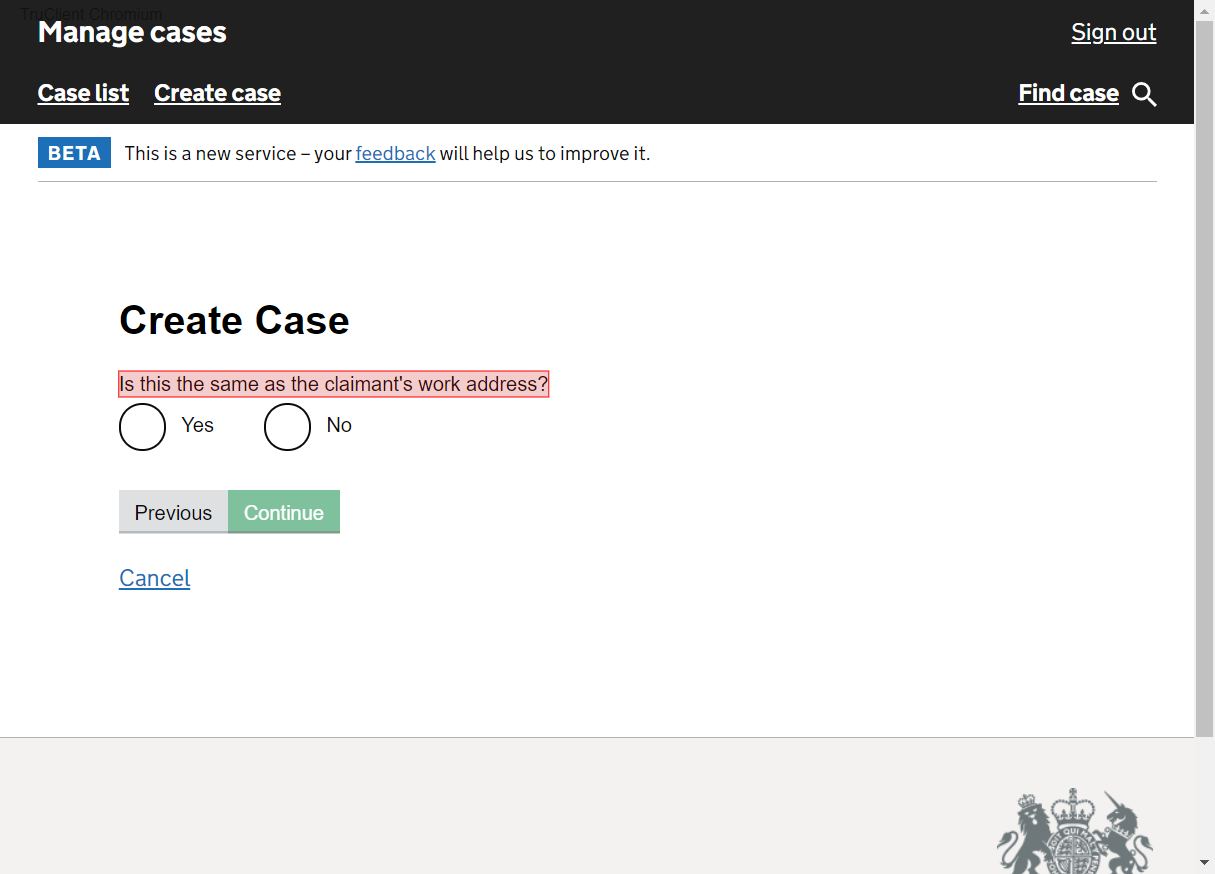 TruClient Chromium
Manage cases
Sign out
Case list Create case
Find case
BETA This is a new service – your feedback will help us to improve it.
Create Case
Is this the same as the claimant's work address?
Yes No
Previous Continue
Cancel